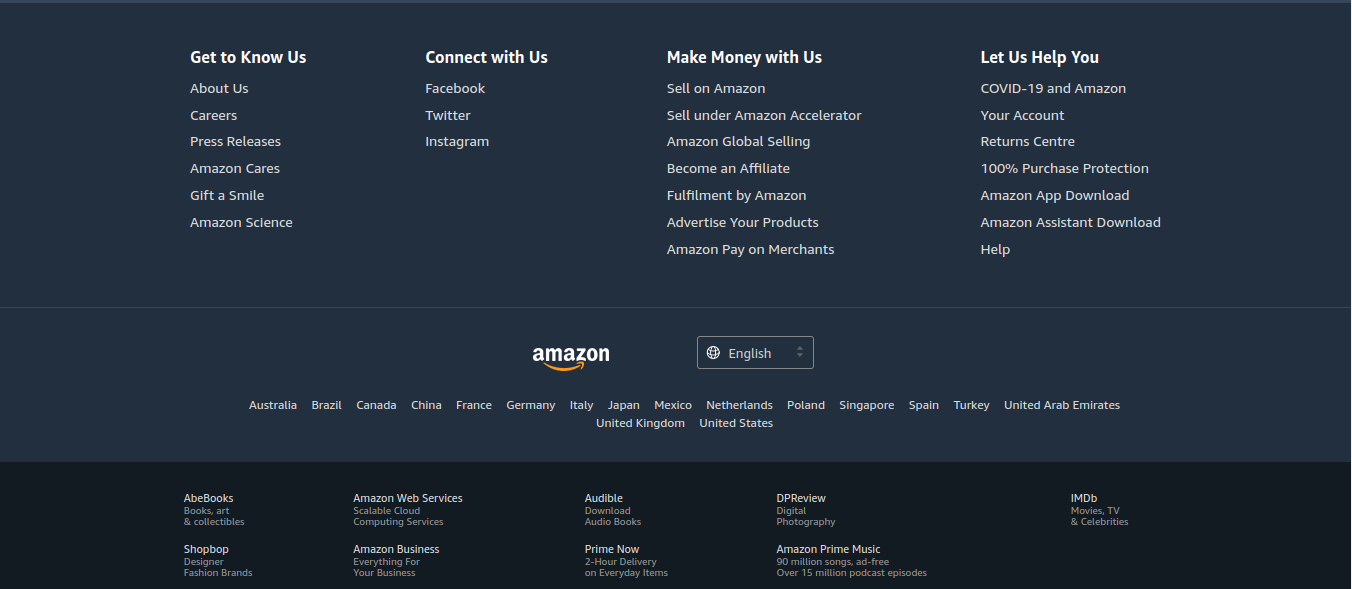 Get to Know Us
About Us
Careers
Press Releases
Amazon Cares
Gift a Smile
Amazon Science
Connect with Us
Facebook
Twitter
Instagram
Make Money with Us
Sell on Amazon
Sell under Amazon Accelerator
Amazon Global Selling
Become an Affiliate
Fulfilment by Amazon
Advertise Your Products
Amazon Pay on Merchants
Let Us Help You
COVID-19 and Amazon
Your Account
Returns Centre
100% Purchase Protection
Amazon App Download
Amazon Assistant Download
Help
amazon
English
Australia Brazil Canada China France Germany Italy Japan Mexico Netherlands Poland Singapore Spain Turkey United Arab Emirates
United Kingdom United States
AbeBooks
Books, art
& collectibles
Amazon Web Services
Scalable Cloud
Computing Services
Audible
Download
Audio Books
DPReview
Digital
Photography
IMDb
Movies, TV
& Celebrities
Shopbop
Designer
Fashion Brands
Amazon Business
Everything For
Your Business
Prime Now
2-Hour Delivery
on Everyday Items
Amazon Prime Music
90 million songs, ad-free
Over 15 million podcast episodes